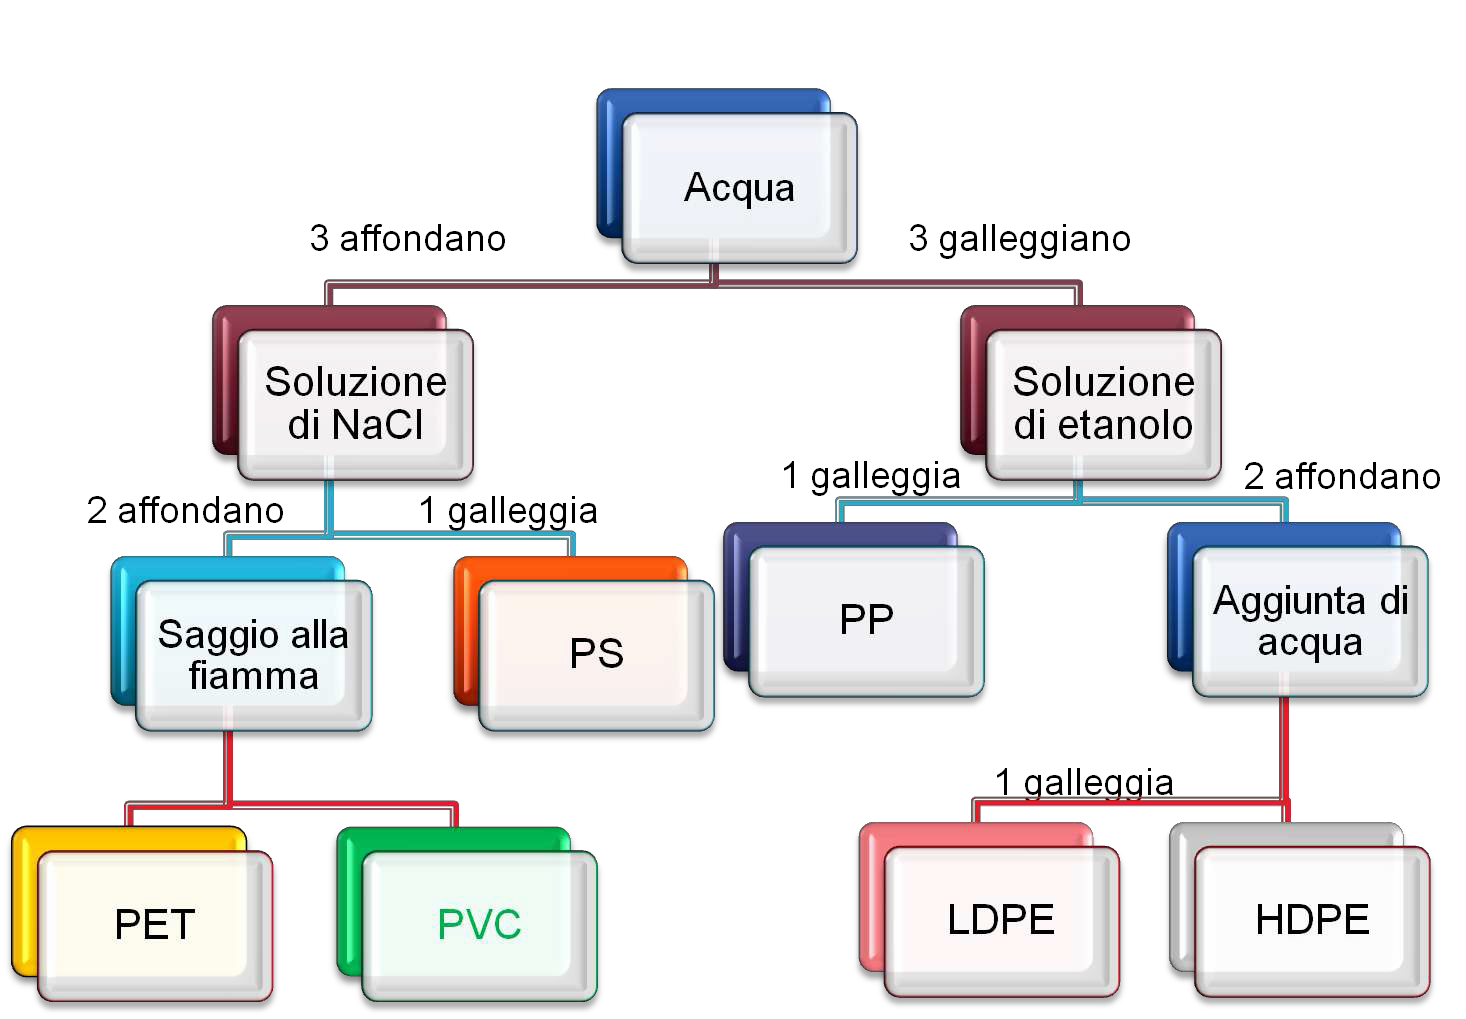 Acqua
3 affondano
3 galleggiano
Soluzione
di NaCl
Soluzione
di etanolo
2 affondano
1 galleggia
1 galleggia
2 affondano
Saggio alla
fiamma
PS
PP
Aggiunta di
acqua
1 galleggia
PET
PVC
LDPE
HDPE